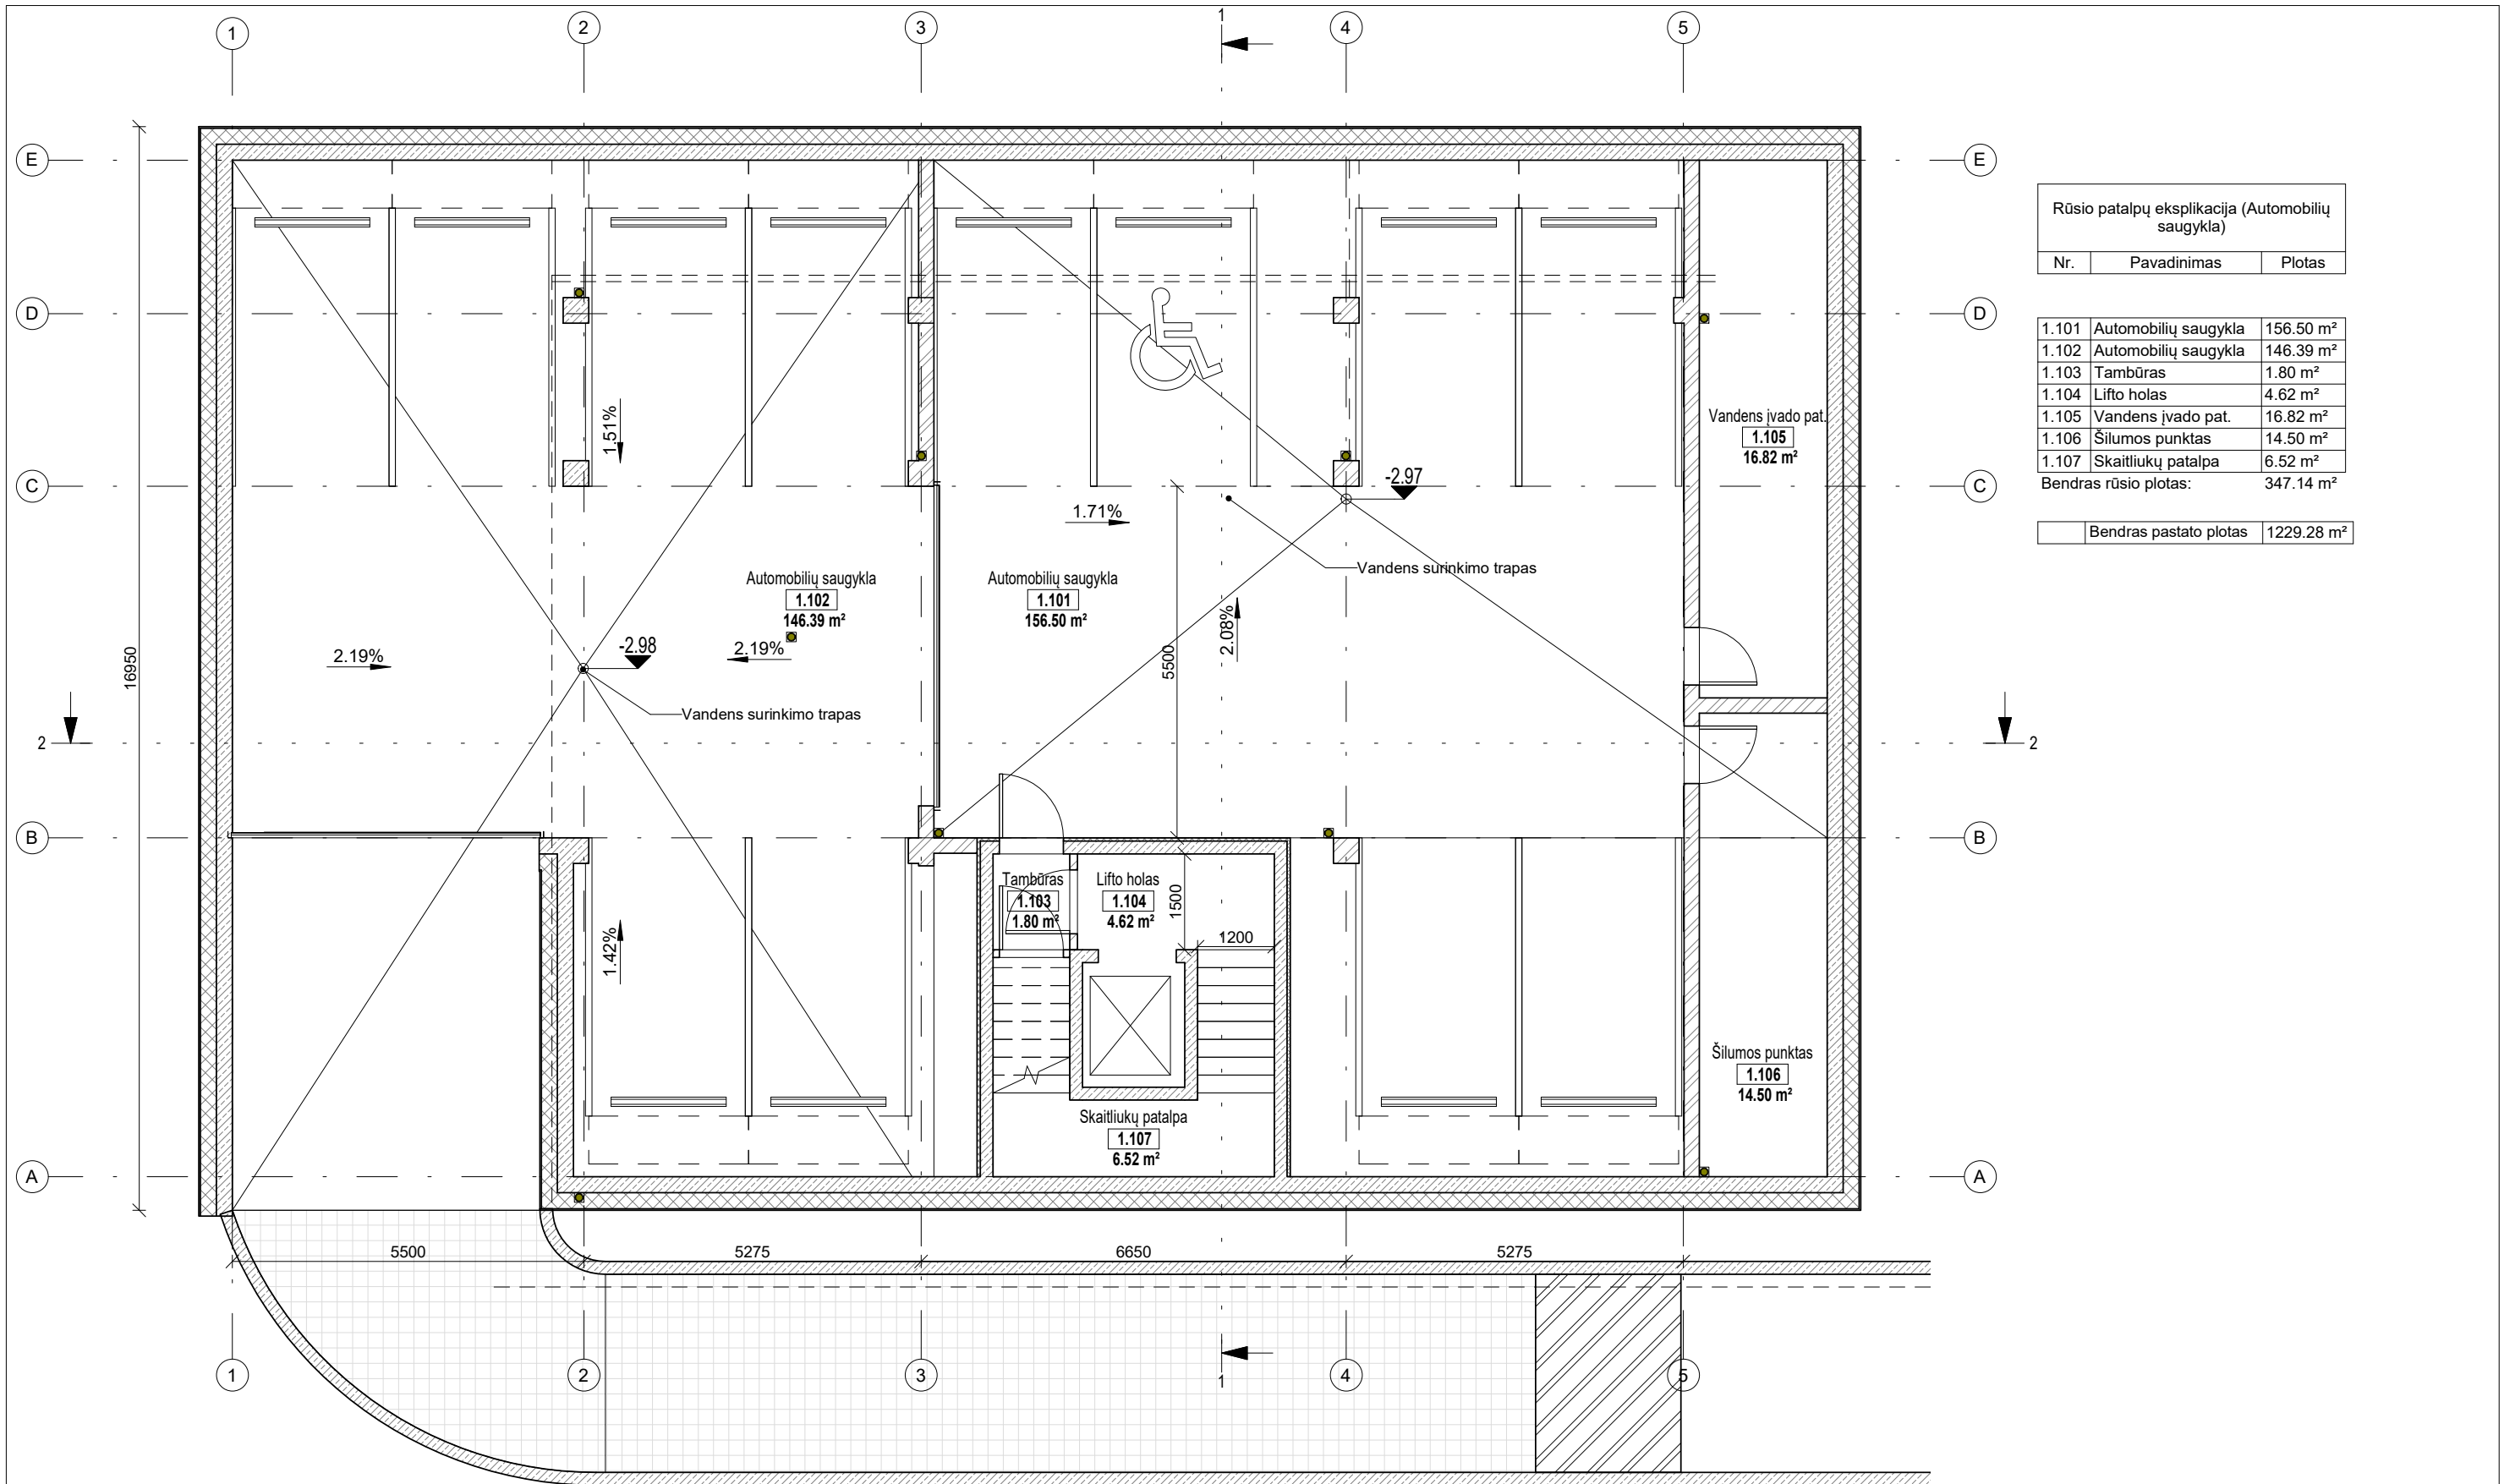 1
2
3
1
4
5
E
E
D
D
C
C
B
B
A
A
16950
2
2
1.51%
1.71%
-2.97
Vandens surinkimo trapas
Automobilių saugykla
1.102
146.39 m²
Automobilių saugykla
1.101
156.50 m²
2.19%
-2.98
2.19%
Vandens surinkimo trapas
5500
2.08%
Vandens įvado pat.
1.105
16.82 m²
Tambūras
1.103
1.80 m²
Lifto holas
1.104
4.62 m²
1500
1200
1.42%
Skaitliukų patalpa
1.107
6.52 m²
Šilumos punktas
1.106
14.50 m²
5500
5275
6650
5275
1
2
3
1
4
5
Rūsio patalpų eksplikacija (Automobilių
saugykla)
Nr. Pavadinimas Plotas
1.101 Automobilių saugykla 156.50 m²
1.102 Automobilių saugykla 146.39 m²
1.103 Tambūras 1.80 m²
1.104 Lifto holas 4.62 m²
1.105 Vandens įvado pat. 16.82 m²
1.106 Šilumos punktas 14.50 m²
1.107 Skaitliukų patalpa 6.52 m²
Bendras rūsio plotas: 347.14 m²
Bendras pastato plotas 1229.28 m²